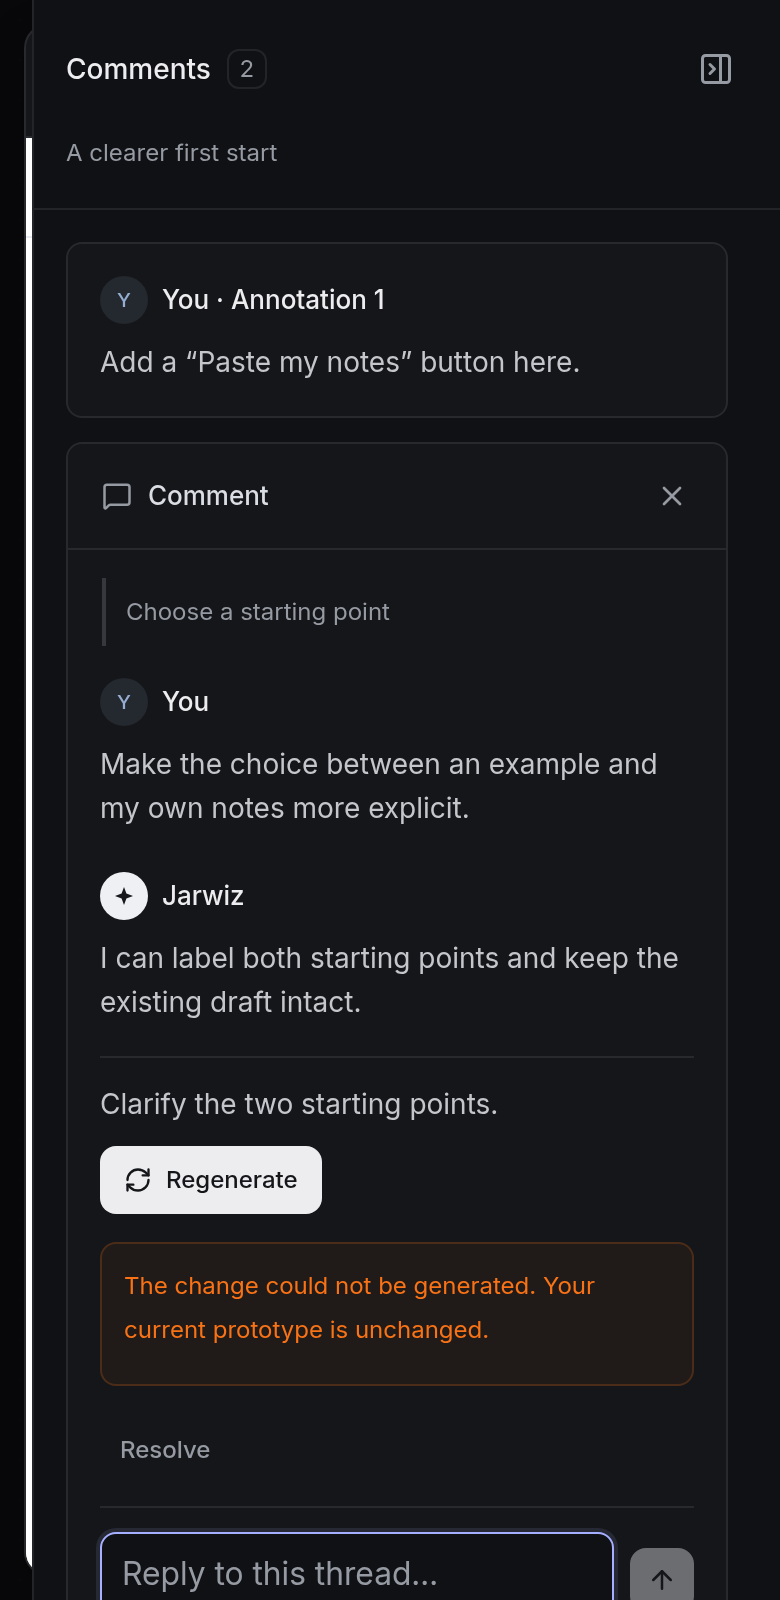 Comments 2
A clearer first start
Y You · Annotation 1
Add a “Paste my notes” button here.
Comment
Choose a starting point
Y You
Make the choice between an example and
my own notes more explicit.
Jarwiz
I can label both starting points and keep the
existing draft intact.
Clarify the two starting points.
Regenerate
The change could not be generated. Your
current prototype is unchanged.
Resolve
Reply to this thread...